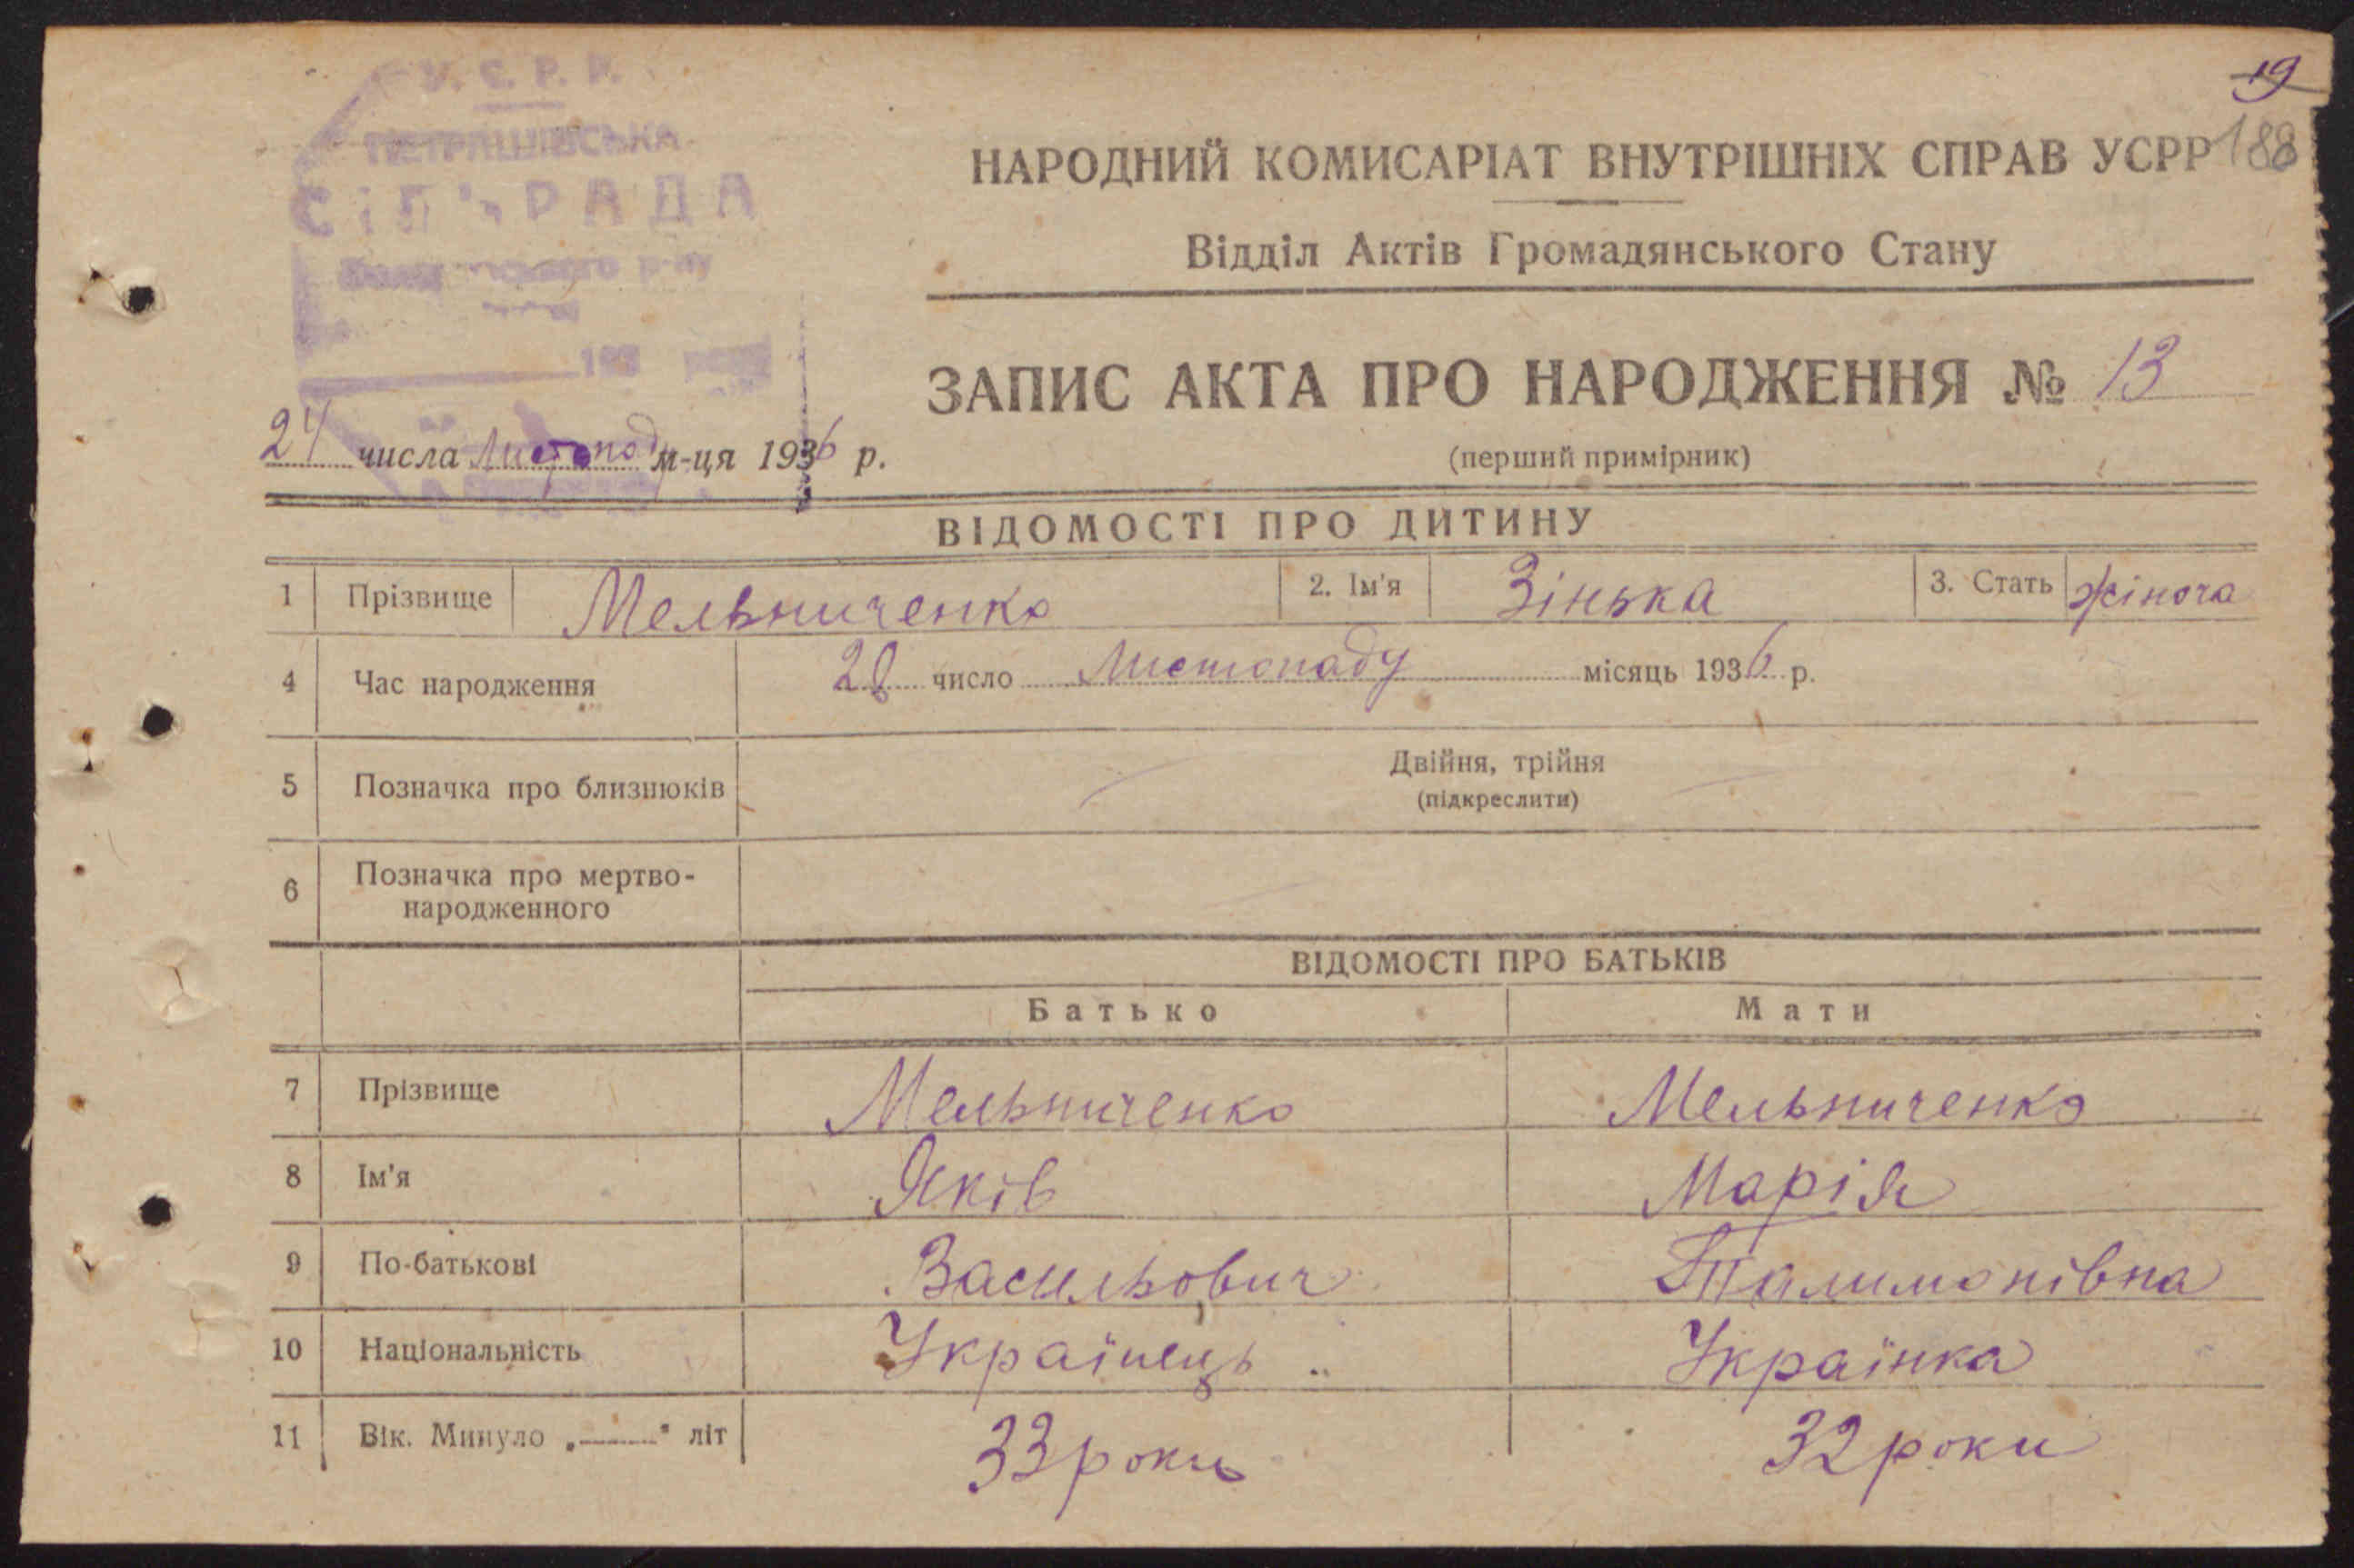 У. С. Р. Р.
ПЕТРАШІВСЬКА
СІЛЬРАДА
р-ну
193
19
188
НАРОДНИЙ КОМИСАРІАТ ВНУТРІШНІХ СПРАВ УСРР
Відділ Актів Громадянського Стану
ЗАПИС АКТА ПРО НАРОДЖЕННЯ № 13
(перший примірник)
24 числа Листопад м-ця 1936 р.
ВІДОМОСТІ ПРО ДИТИНУ
1 Прізвище Мельниченко 2. Ім'я Зінька 3. Стать жіноча
4 Час народження число Листопаду місяць 1936 р.
5 Позначка про близнюків Двійня, трійня
(підкреслити)
6 Позначка про мертво-
народженного
ВІДОМОСТІ ПРО БАТЬКІВ
Батько Мати
7 Прізвище Мельниченко Мельниченко
8 Ім'я Яків Марія
9 По-батькові Васильович Талимонівна
10 Національність Українець Українка
11 Вік. Минуло „ " літ 33 роки 32 роки